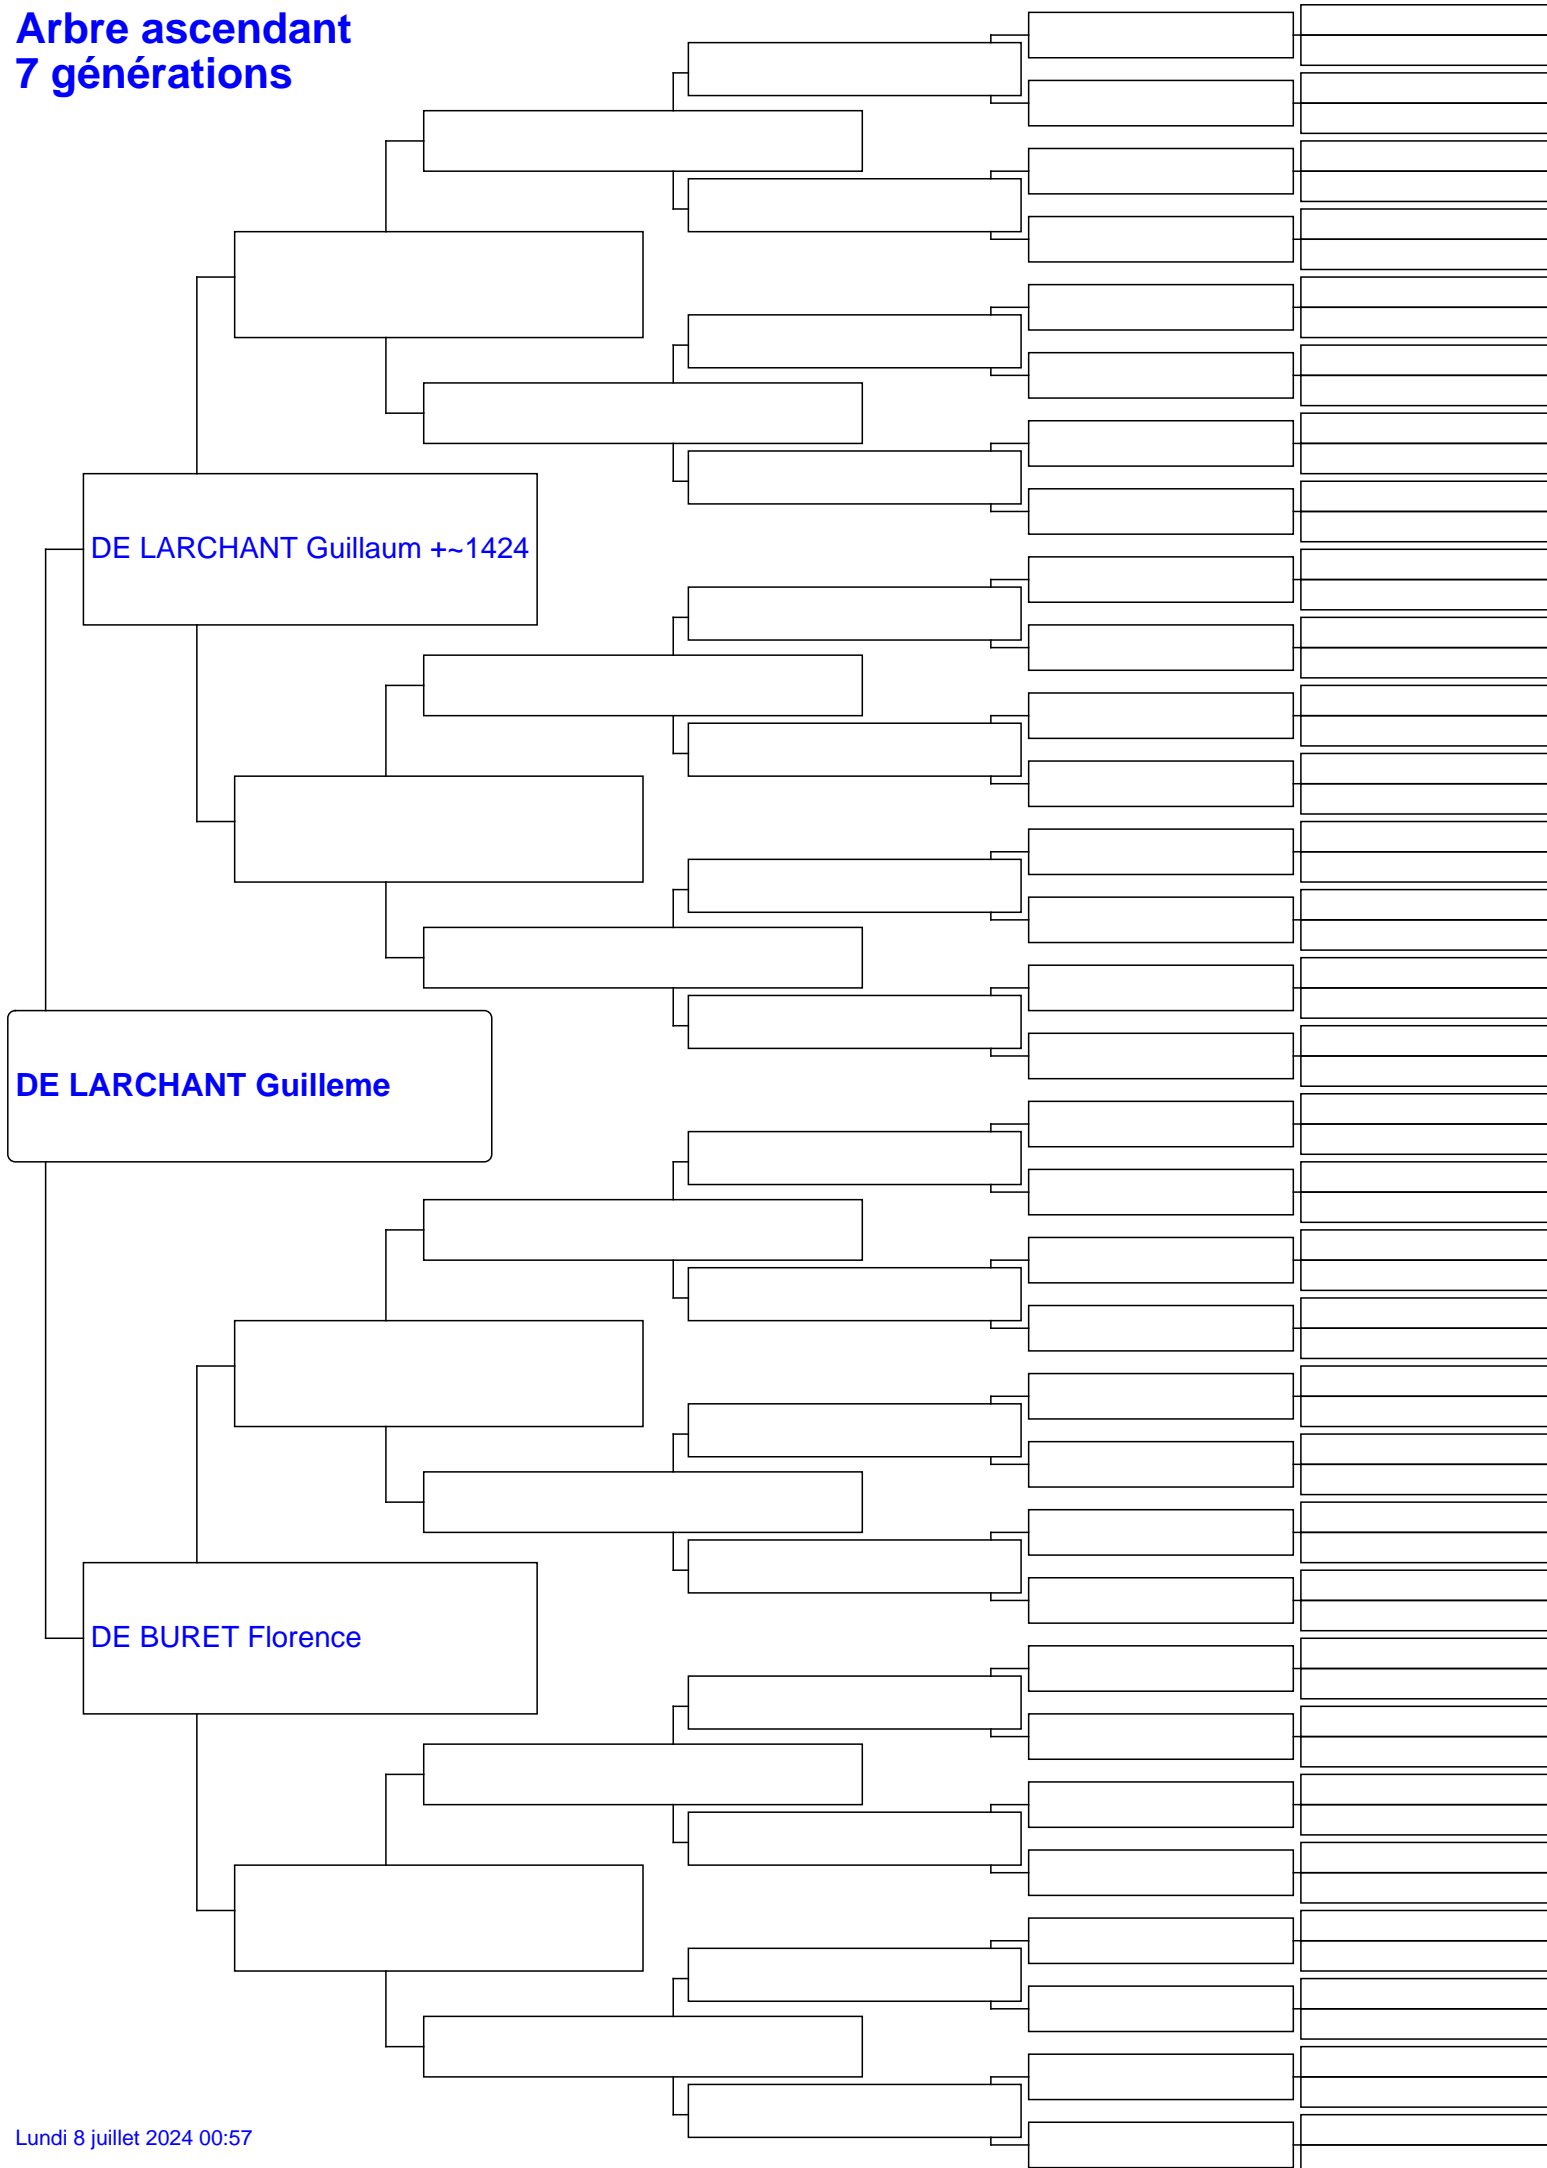 Arbre ascendant
7 générations
DE LARCHANT Guillaum +~1424
DE LARCHANT Guilleme
DE BURET Florence
Lundi 8 juillet 2024 00:57